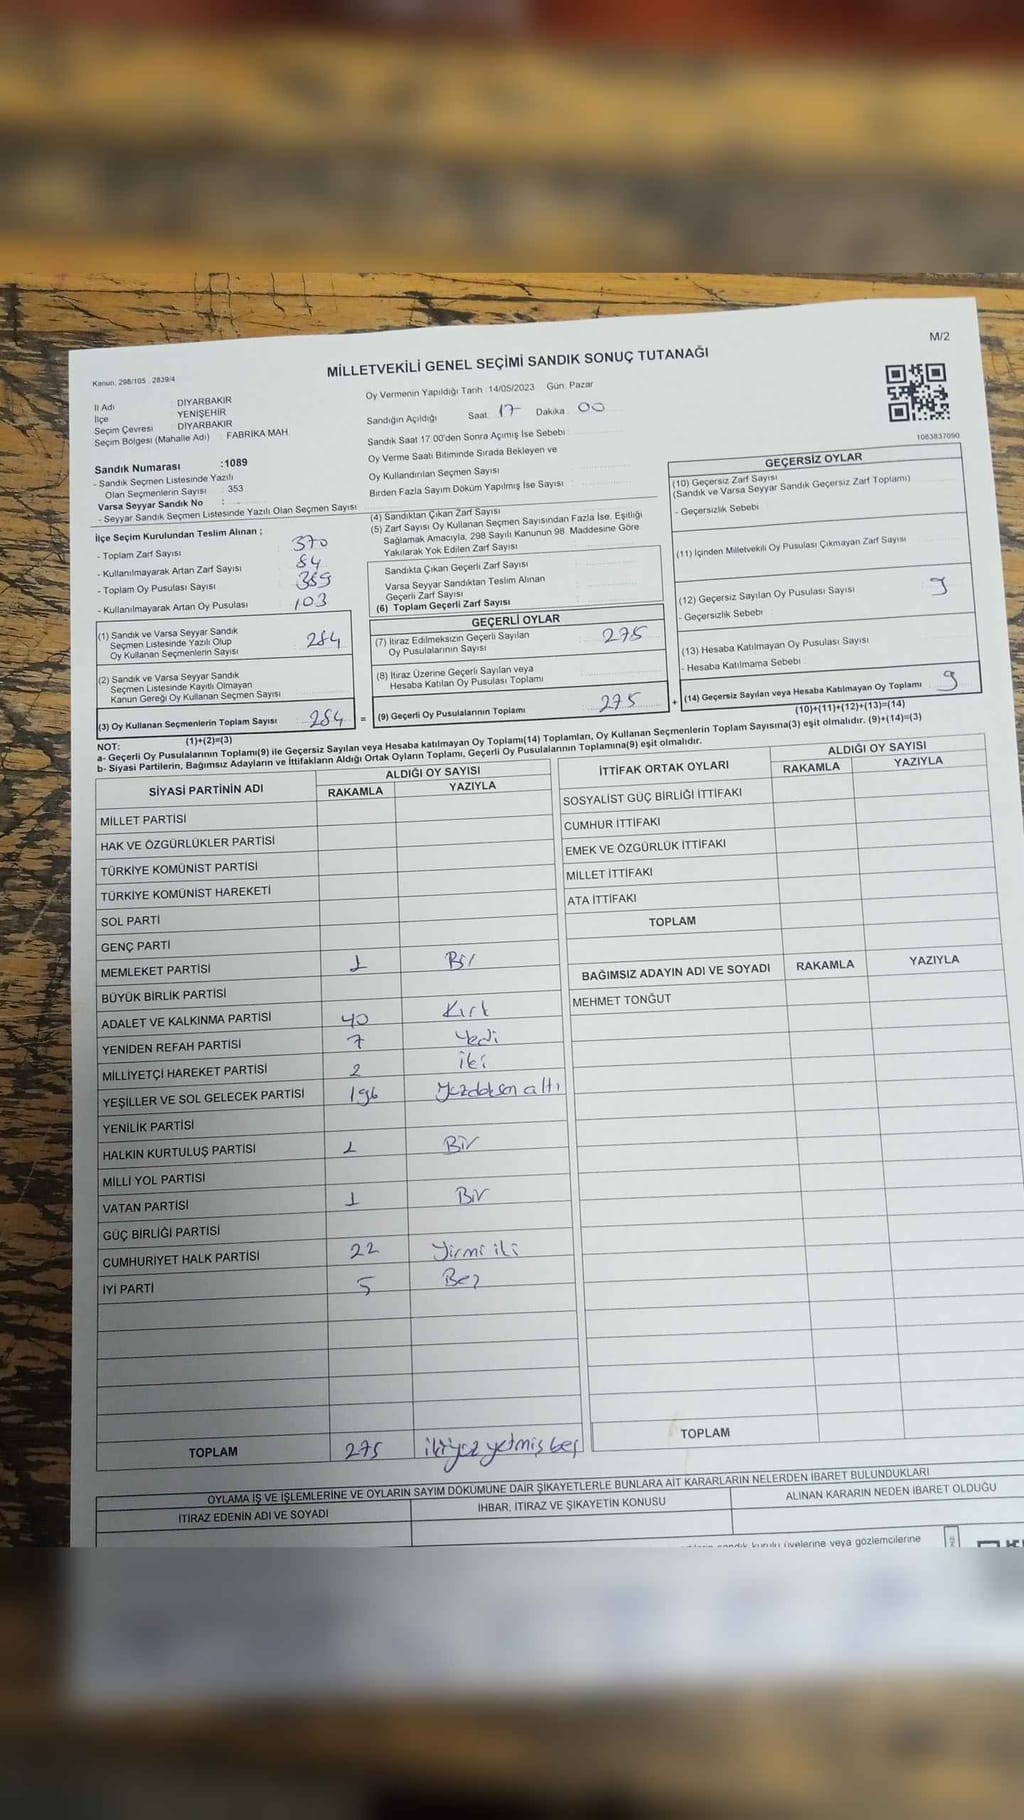 M/2
MİLLETVEKİLİ GENEL SEÇİMİ SANDIK SONUÇ TUTANAĞI
Kanun: 298/105 , 2839/4
İl Adı : DİYARBAKIR
İlçe : YENİŞEHİR
Seçim Çevresi : DİYARBAKIR
Seçim Bölgesi (Mahalle Adı) : FABRİKA MAH.
Sandık Numarası :1089
- Sandık Seçmen Listesinde Yazılı
Olan Seçmenlerin Sayısı : 353
Varsa Seyyar Sandık No :
- Seyyar Sandık Seçmen Listesinde Yazılı Olan Seçmen Sayısı
Oy Vermenin Yapıldığı Tarih : 14/05/2023 Gün: Pazar
Sandığın Açıldığı Saat 17 Dakika 00
Sandık Saat 17:00'den Sonra Açımış İse Sebebi :
Oy Verme Saati Bitiminde Sırada Bekleyen ve
Oy Kullandırılan Seçmen Sayısı
Birden Fazla Sayım Döküm Yapılmış İse Sayısı :
1083837090
İlçe Seçim Kurulundan Teslim Alınan ;
- Toplam Zarf Sayısı : 370
- Kullanılmayarak Artan Zarf Sayısı : 84
- Toplam Oy Pusulası Sayısı : 389
- Kullanılmayarak Artan Oy Pusulası : 103
(4) Sandıktan Çıkan Zarf Sayısı
(5) Zarf Sayısı Oy Kullanan Seçmen Sayısından Fazla İse, Eşitliği
Sağlamak Amacıyla, 298 Sayılı Kanunun 98. Maddesine Göre
Yakılarak Yok Edilen Zarf Sayısı
Sandıkta Çıkan Geçerli Zarf Sayısı
Varsa Seyyar Sandıktan Teslim Alınan
Geçerli Zarf Sayısı
(6) Toplam Geçerli Zarf Sayısı
GEÇERSİZ OYLAR
(10) Geçersiz Zarf Sayısı
(Sandık ve Varsa Seyyar Sandık Geçersiz Zarf Toplamı)
- Geçersizlik Sebebi :
(11) İçinden Milletvekili Oy Pusulası Çıkmayan Zarf Sayısı
(12) Geçersiz Sayılan Oy Pusulası Sayısı 9
- Geçersizlik Sebebi :
(13) Hesaba Katılmayan Oy Pusulası Sayısı
- Hesaba Katılmama Sebebi :
(14) Geçersiz Sayılan veya Hesaba Katılmayan Oy Toplamı : 9
(10)+(11)+(12)+(13)=(14)
(1) Sandık ve Varsa Seyyar Sandık
Seçmen Listesinde Yazılı Olup
Oy Kullanan Seçmenlerin Sayısı : 284
(2) Sandık ve Varsa Seyyar Sandık
Seçmen Listesinde Kayıtlı Olmayan
Kanun Gereği Oy Kullanan Seçmen Sayısı :
(3) Oy Kullanan Seçmenlerin Toplam Sayısı : 284 =
(1)+(2)=(3)
GEÇERLİ OYLAR
(7) İtiraz Edilmeksizin Geçerli Sayılan
Oy Pusulalarının Sayısı : 275
(8) İtiraz Üzerine Geçerli Sayılan veya
Hesaba Katılan Oy Pusulası Toplamı
(9) Geçerli Oy Pusulalarının Toplamı : 275 +
NOT:
a- Geçerli Oy Pusulalarının Toplamı(9) ile Geçersiz Sayılan veya Hesaba katılmayan Oy Toplamı(14) Toplamları, Oy Kullanan Seçmenlerin Toplam Sayısına(3) eşit olmalıdır. (9)+(14)=(3)
b- Siyasi Partilerin, Bağımsız Adayların ve İttifakların Aldığı Ortak Oyların Toplamı, Geçerli Oy Pusulalarının Toplamına(9) eşit olmalıdır.
SİYASİ PARTİNİN ADI ALDIĞI OY SAYISI
RAKAMLA YAZIYLA
MİLLET PARTİSİ
HAK VE ÖZGÜRLÜKLER PARTİSİ
TÜRKİYE KOMÜNİST PARTİSİ
TÜRKİYE KOMÜNİST HAREKETİ
SOL PARTİ
GENÇ PARTİ
MEMLEKET PARTİSİ 1 Bir
BÜYÜK BİRLİK PARTİSİ
ADALET VE KALKINMA PARTİSİ 40 Kırk
YENİDEN REFAH PARTİSİ 7 Yedi
MİLLİYETÇİ HAREKET PARTİSİ 2 iki
YEŞİLLER VE SOL GELECEK PARTİSİ 196 Yüzdoksan altı
YENİLİK PARTİSİ
HALKIN KURTULUŞ PARTİSİ 1 Bir
MİLLİ YOL PARTİSİ
VATAN PARTİSİ 1 Bir
GÜÇ BİRLİĞİ PARTİSİ
CUMHURİYET HALK PARTİSİ 22 Yirmi iki
İYİ PARTİ 5 Beş
TOPLAM 275 ikiyüz yetmiş beş
İTTİFAK ORTAK OYLARI ALDIĞI OY SAYISI
RAKAMLA YAZIYLA
SOSYALİST GÜÇ BİRLİĞİ İTTİFAKI
CUMHUR İTTİFAKI
EMEK VE ÖZGÜRLÜK İTTİFAKI
MİLLET İTTİFAKI
ATA İTTİFAKI
TOPLAM
BAĞIMSIZ ADAYIN ADI VE SOYADI RAKAMLA YAZIYLA
MEHMET TONĞUT
TOPLAM
OYLAMA İŞ VE İŞLEMLERİNE VE OYLARIN SAYIM DÖKÜMÜNE DAİR ŞİKAYETLERLE BUNLARA AİT KARARLARIN NELERDEN İBARET BULUNDUKLARI
İTİRAZ EDENİN ADI VE SOYADI İHBAR, İTİRAZ VE ŞİKAYETİN KONUSU ALINAN KARARIN NEDEN İBARET OLDUĞU
sandık kurulu üyelerine veya gözlemcilerine